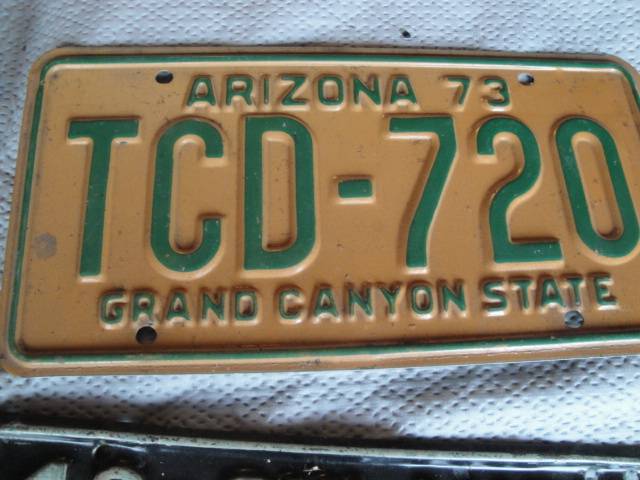 ARIZONA 73
TCD-720
GRAND CANYON STATE